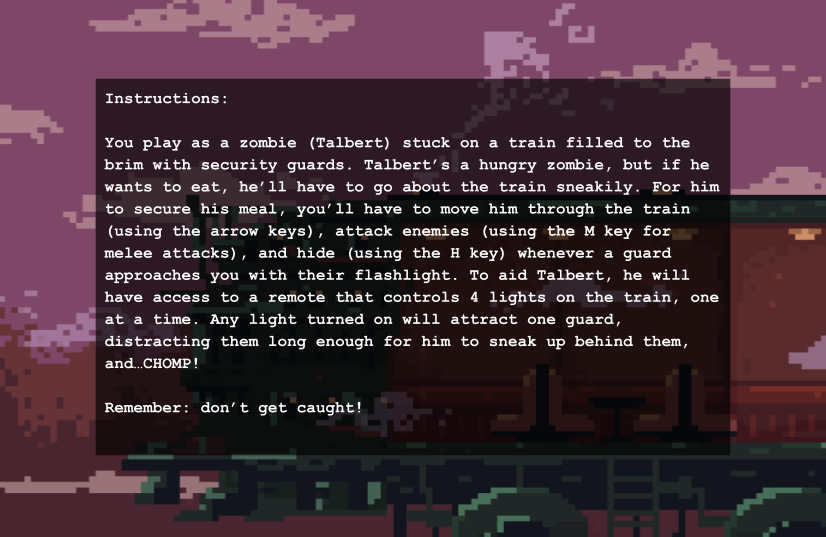 Instructions:
You play as a zombie (Talbert) stuck on a train filled to the
brim with security guards. Talbert’s a hungry zombie, but if he
wants to eat, he’ll have to go about the train sneakily. For him
to secure his meal, you’ll have to move him through the train
(using the arrow keys), attack enemies (using the M key for
melee attacks), and hide (using the H key) whenever a guard
approaches you with their flashlight. To aid Talbert, he will
have access to a remote that controls 4 lights on the train, one
at a time. Any light turned on will attract one guard,
distracting them long enough for him to sneak up behind them,
and…CHOMP!
Remember: don’t get caught!